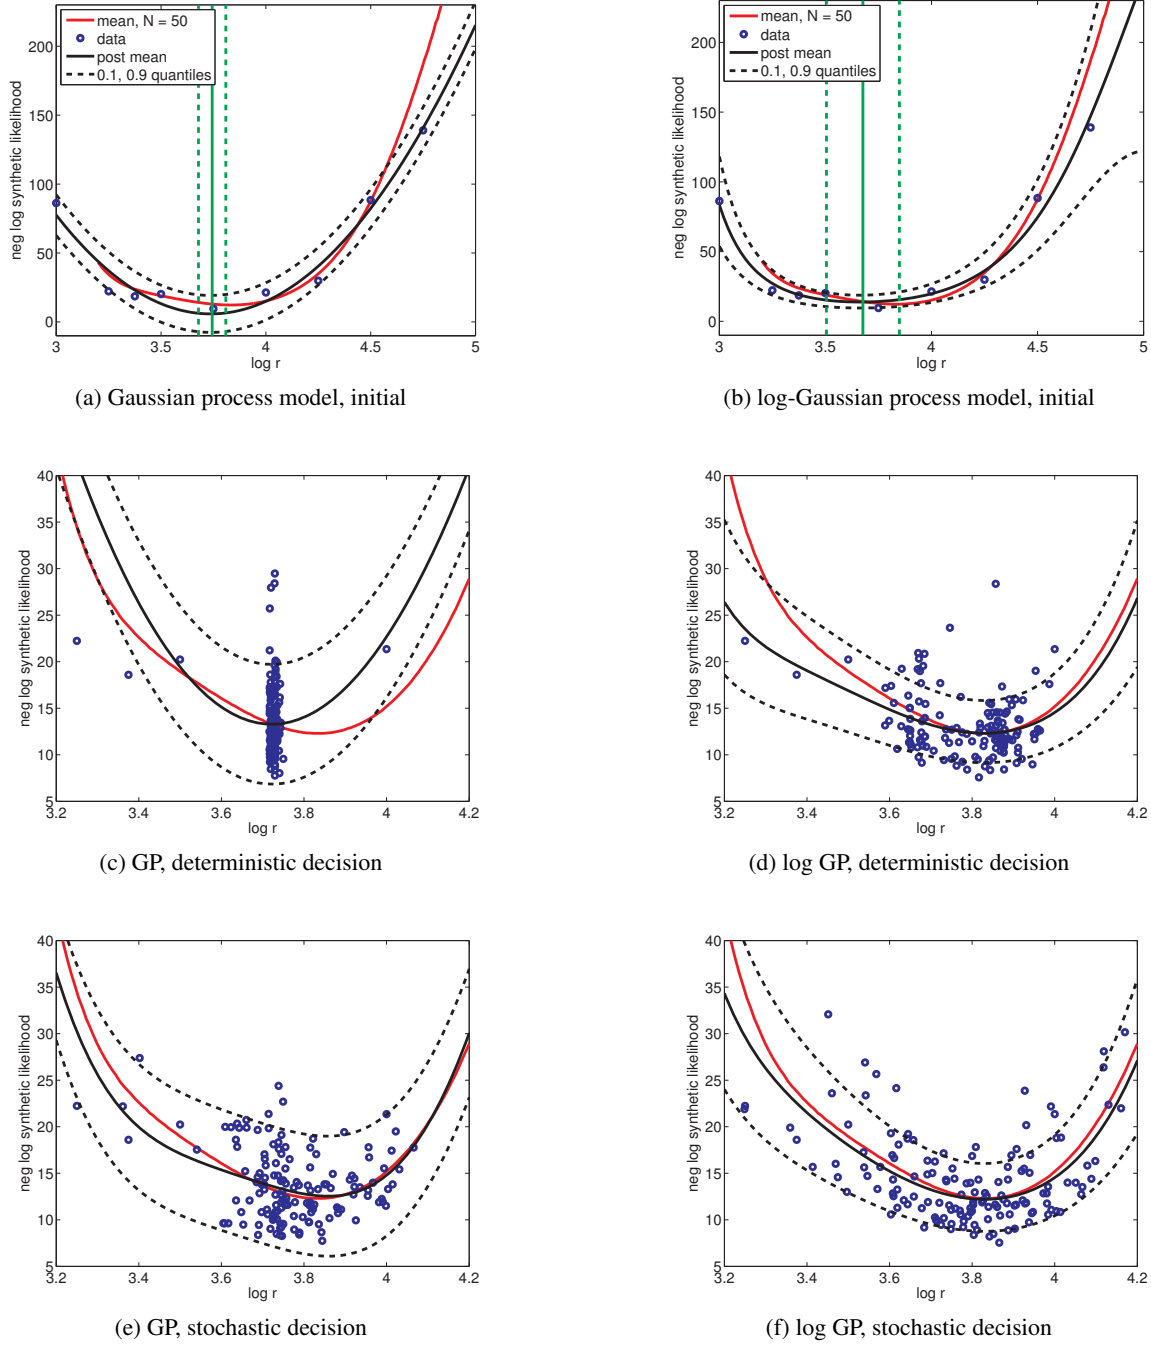 mean, N = 50
data
post mean
0.1, 0.9 quantiles
neg log synthetic likelihood
200
150
100
50
0
3
3.5
4
4.5
5
log r
(a) Gaussian process model, initial
mean, N = 50
data
post mean
0.1, 0.9 quantiles
neg log synthetic likelihood
200
150
100
50
0
3
3.5
4
4.5
5
log r
(b) log-Gaussian process model, initial
neg log synthetic likelihood
40
35
30
25
20
15
10
5
3.2
3.4
3.6
3.8
4
4.2
log r
(c) GP, deterministic decision
neg log synthetic likelihood
40
35
30
25
20
15
10
5
3.2
3.4
3.6
3.8
4
4.2
log r
(d) log GP, deterministic decision
neg log synthetic likelihood
40
35
30
25
20
15
10
5
3.2
3.4
3.6
3.8
4
4.2
log r
(e) GP, stochastic decision
neg log synthetic likelihood
40
35
30
25
20
15
10
5
3.2
3.4
3.6
3.8
4
4.2
log r
(f) log GP, stochastic decision